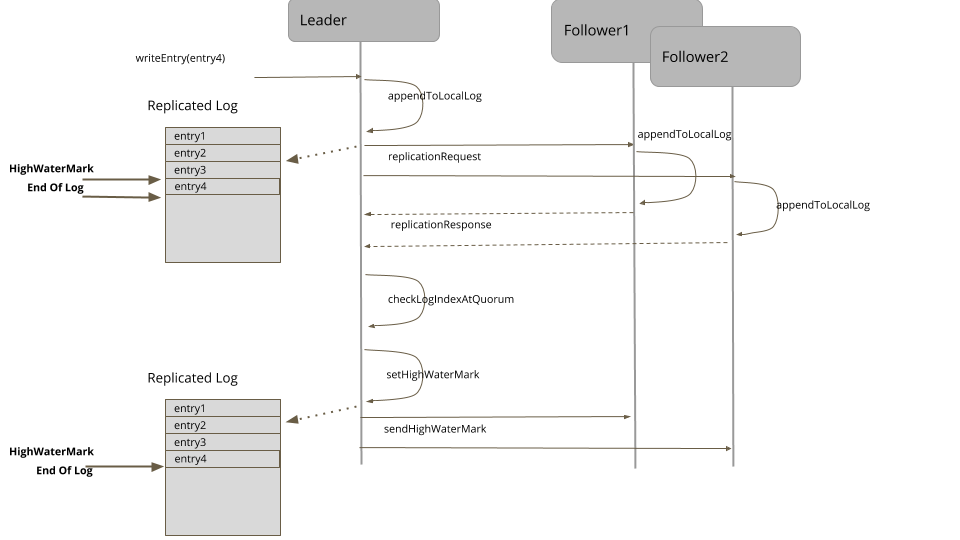 Leader
Follower1
Follower2
writeEntry(entry4)
appendToLocalLog
Replicated Log
appendToLocalLog
entry1
entry2
replicationRequest
HighWaterMark
entry3
End Of Log
entry4
appendToLocalLog
replicationResponse
checkLogIndexAtQuorum
setHighWaterMark
Replicated Log
entry1
entry2
sendHighWaterMark
entry3
HighWaterMark
entry4
End Of Log